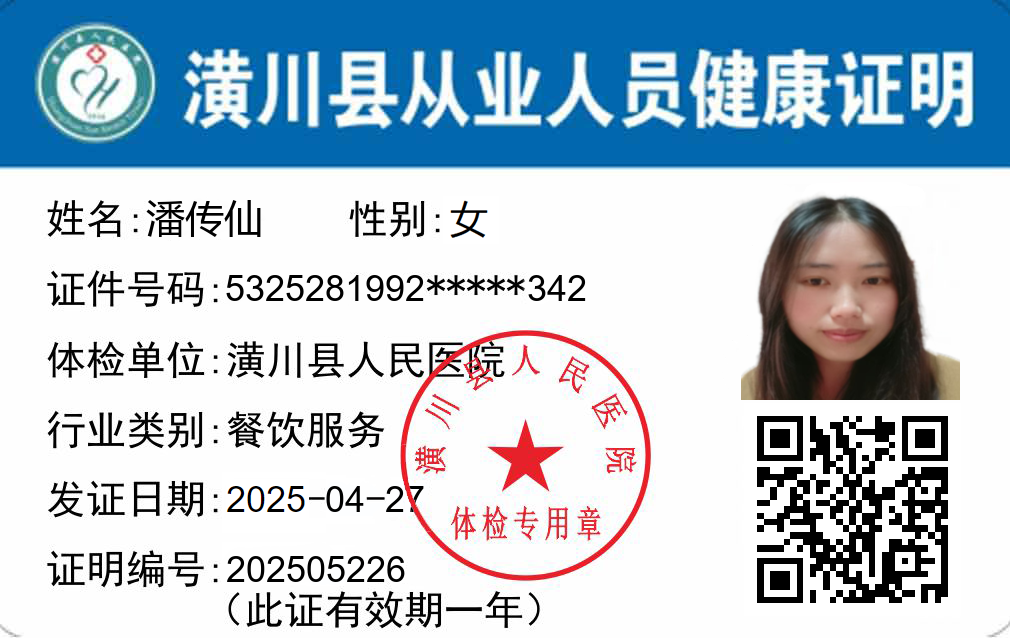 潢川县从业人员健康证明
姓名:潘传仙 性别:女
证件号码:5325281992*****342
体检单位:潢川县人民医院
行业类别:餐饮服务
发证日期:2025-04-27
证明编号:202505226
（此证有效期一年）
潢川县人民医院
体检专用章